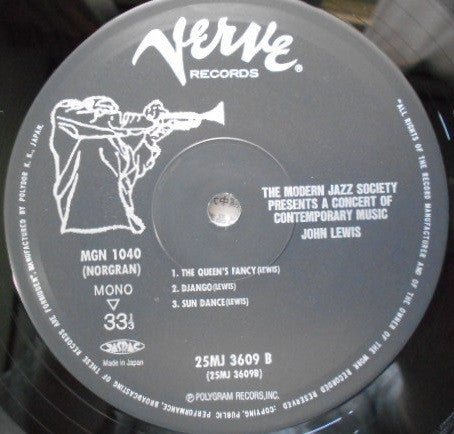 Verve
RECORDS
THE MODERN JAZZ SOCIETY
PRESENTS A CONCERT OF
CONTEMPORARY MUSIC
JOHN LEWIS
MGN 1040
(NORGRAN)
MONO
33 1/3
JASRAC
Made in Japan
1. THE QUEEN'S FANCY (LEWIS)
2. DJANGO (LEWIS)
3. SUN DANCE (LEWIS)
25MJ 3609 B
(25MJ 3609B)
Ⓟ POLYGRAM RECORDS, INC.
"ALL RIGHTS OF THE RECORD MANUFACTURER AND OF THE OWNER OF THE WORK RECORDED RESERVED. COPYING, PUBLIC PERFORMANCE, BROADCASTING OF THESE RECORDS ARE FORBIDDEN" MANUFACTURED BY POLYDOR K. K., JAPAN.